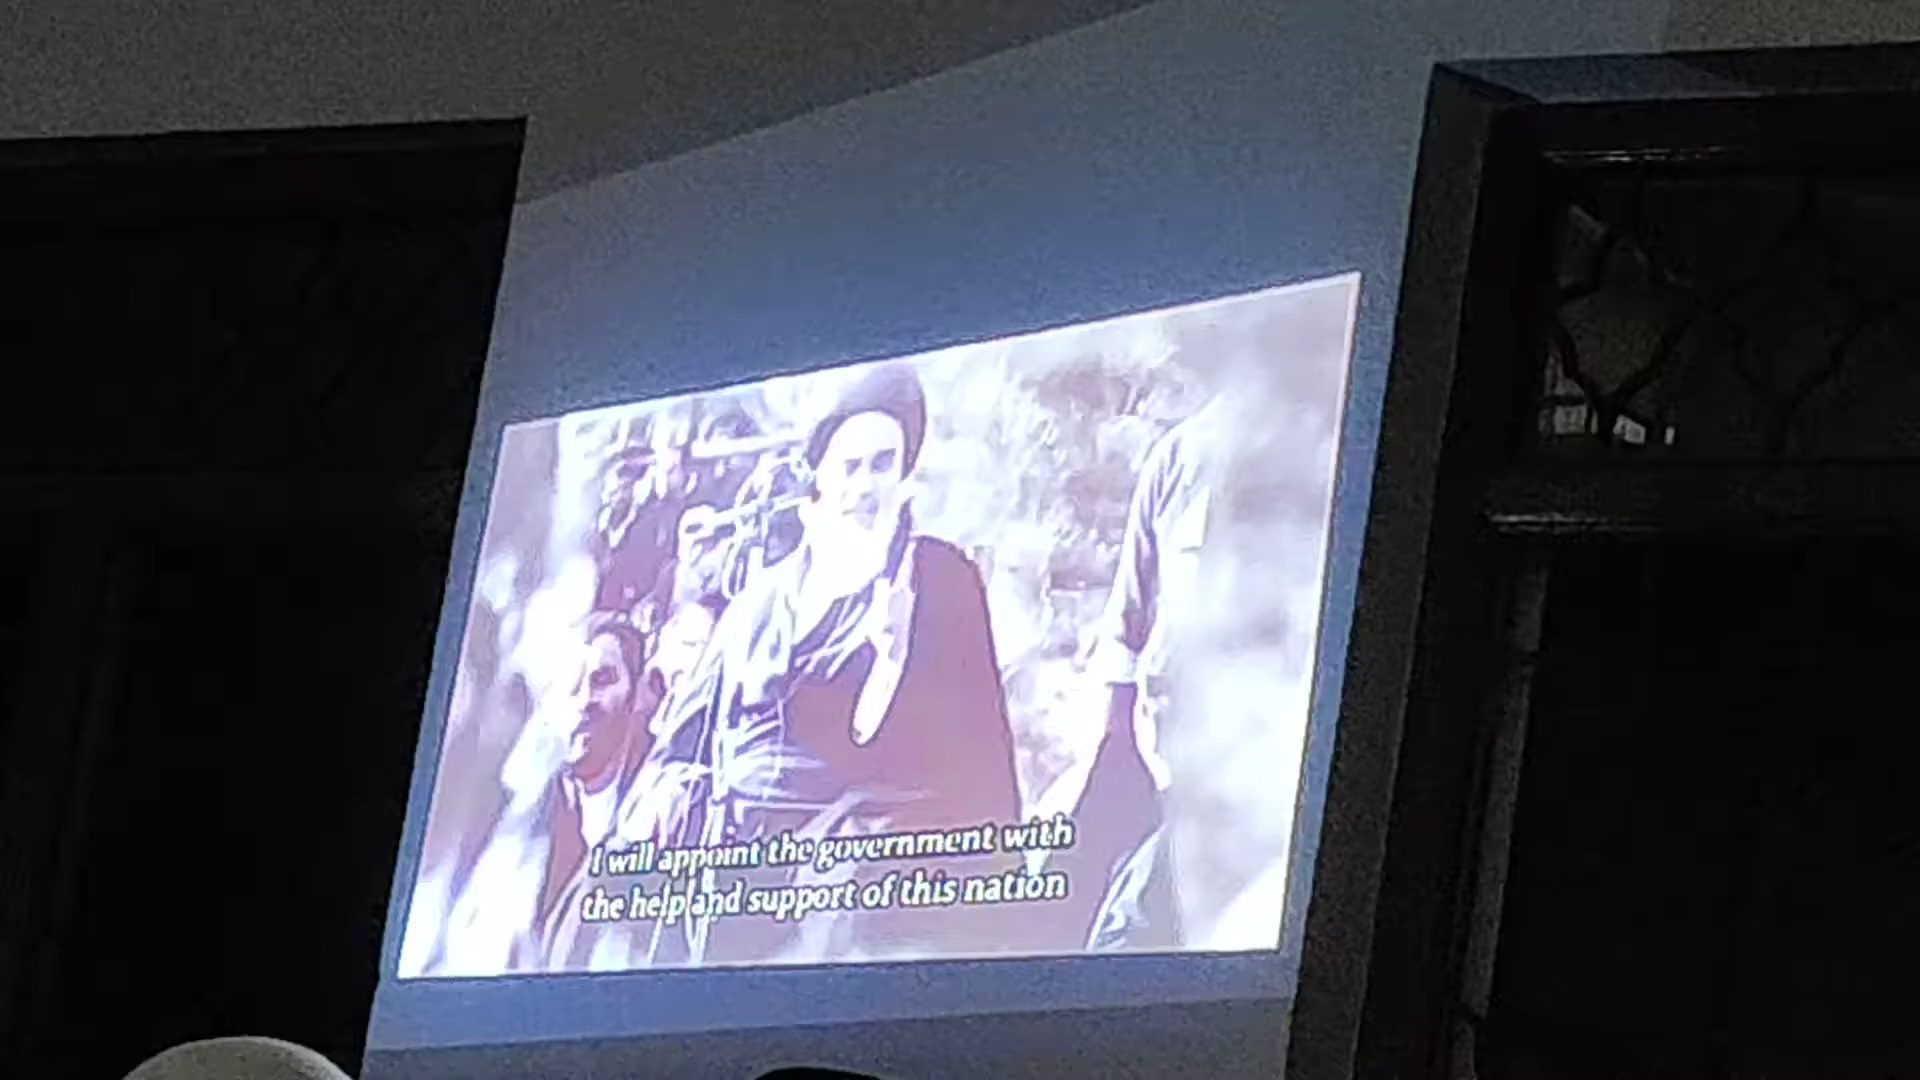 I will appoint the government with
the help and support of this nation